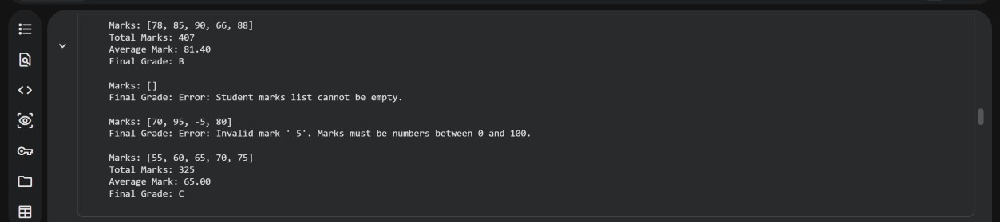 Marks: [78, 85, 90, 66, 88]
Total Marks: 407
Average Mark: 81.40
Final Grade: B
Marks: []
Final Grade: Error: Student marks list cannot be empty.
Marks: [70, 95, -5, 80]
Final Grade: Error: Invalid mark '-5'. Marks must be numbers between 0 and 100.
Marks: [55, 60, 65, 70, 75]
Total Marks: 325
Average Mark: 65.00
Final Grade: C